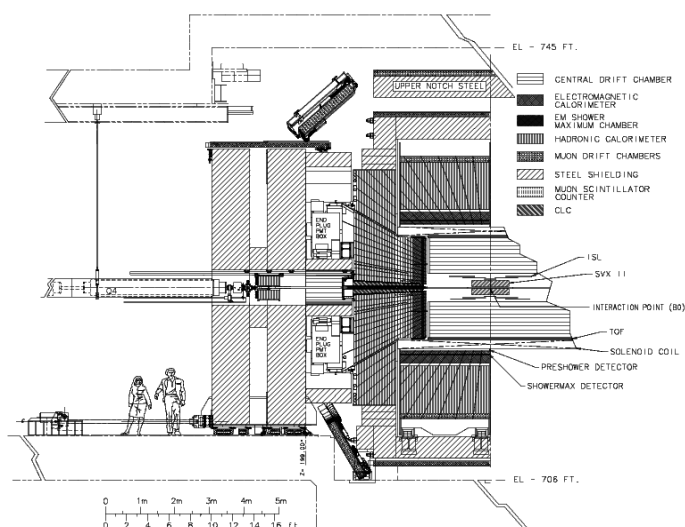 EL - 745 FT.
UPPER NOTCH STEEL
CENTRAL DRIFT CHAMBER
ELECTROMAGNETIC
CALORIMETER
EM SHOWER
MAXIMUM CHAMBER
HADRONIC CALORIMETER
MUON DRIFT CHAMBERS
STEEL SHIELDING
MUON SCINTILLATOR
COUNTER
CLC
END
PLUG
PMT
BOX
ISL
SVX II
Q4
INTERACTION POINT (B0)
END
PLUG
PMT
BOX
TOF
SOLENOID COIL
PRESHOWER DETECTOR
SHOWERMAX DETECTOR
EL - 706 FT.
0 1m 2m 3m 4m 5m
0 2 4 6 8 10 12 14 16 ft